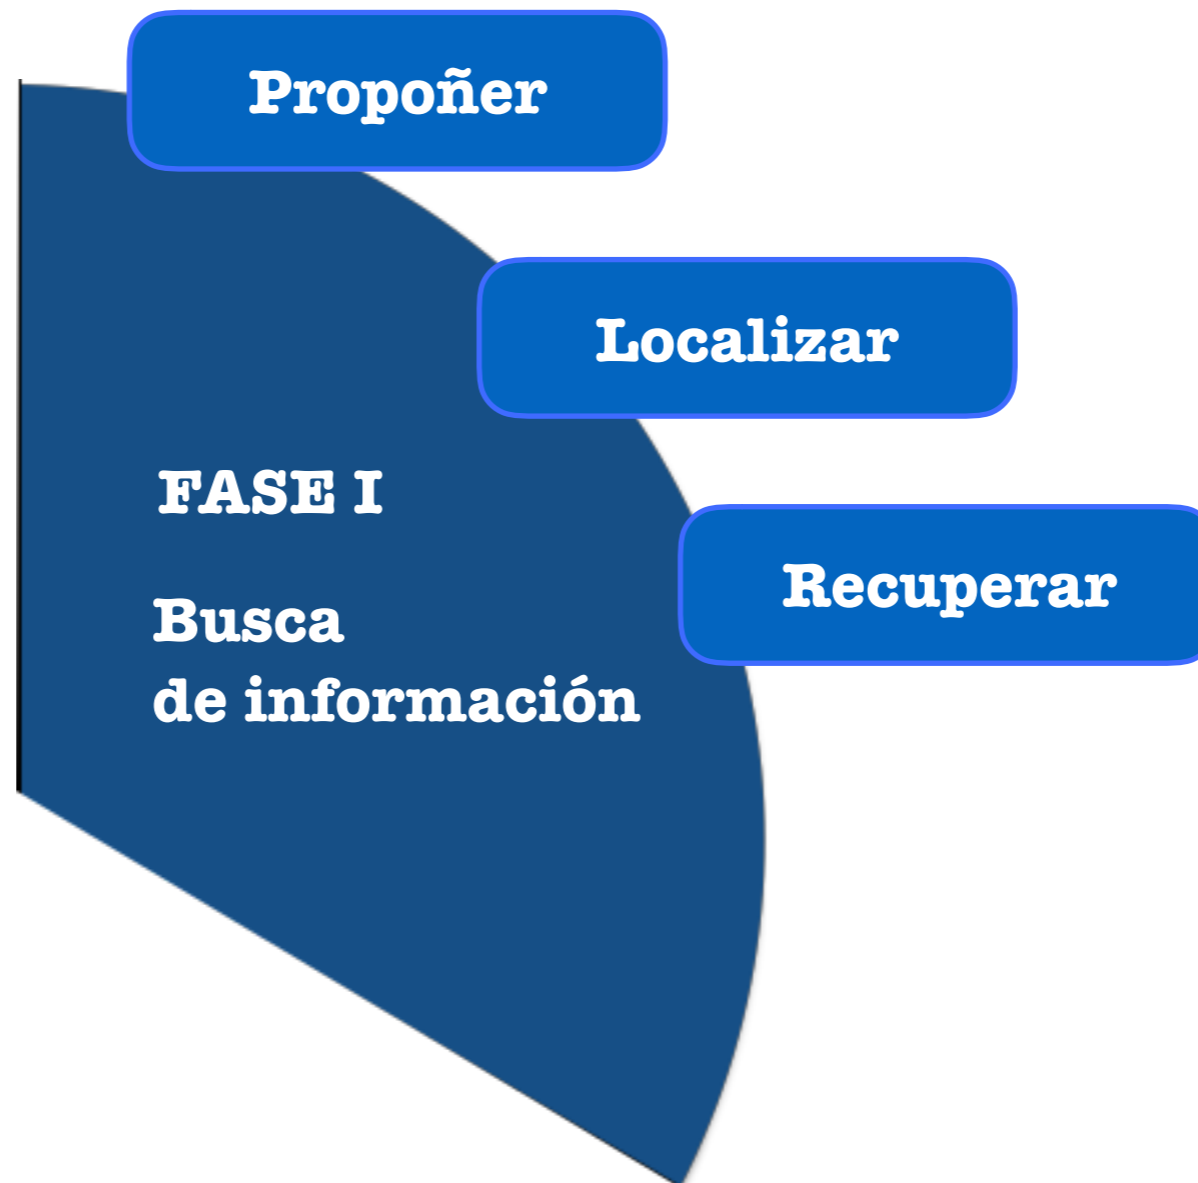 Propoñer
Localizar
FASE I
Recuperar
Busca
de información